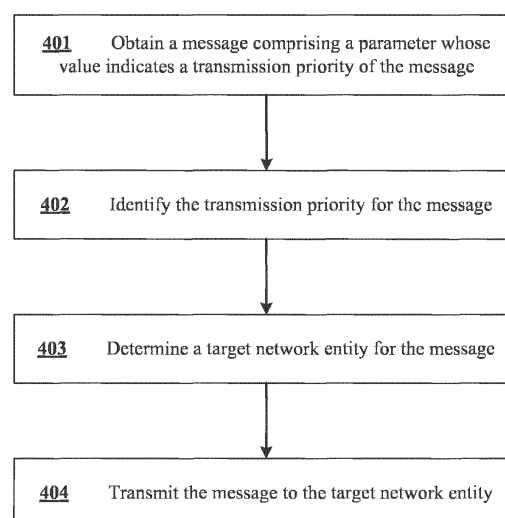 401 Obtain a message comprising a parameter whose
value indicates a transmission priority of the message
402 Identify the transmission priority for the message
403 Determine a target network entity for the message
404 Transmit the message to the target network entity